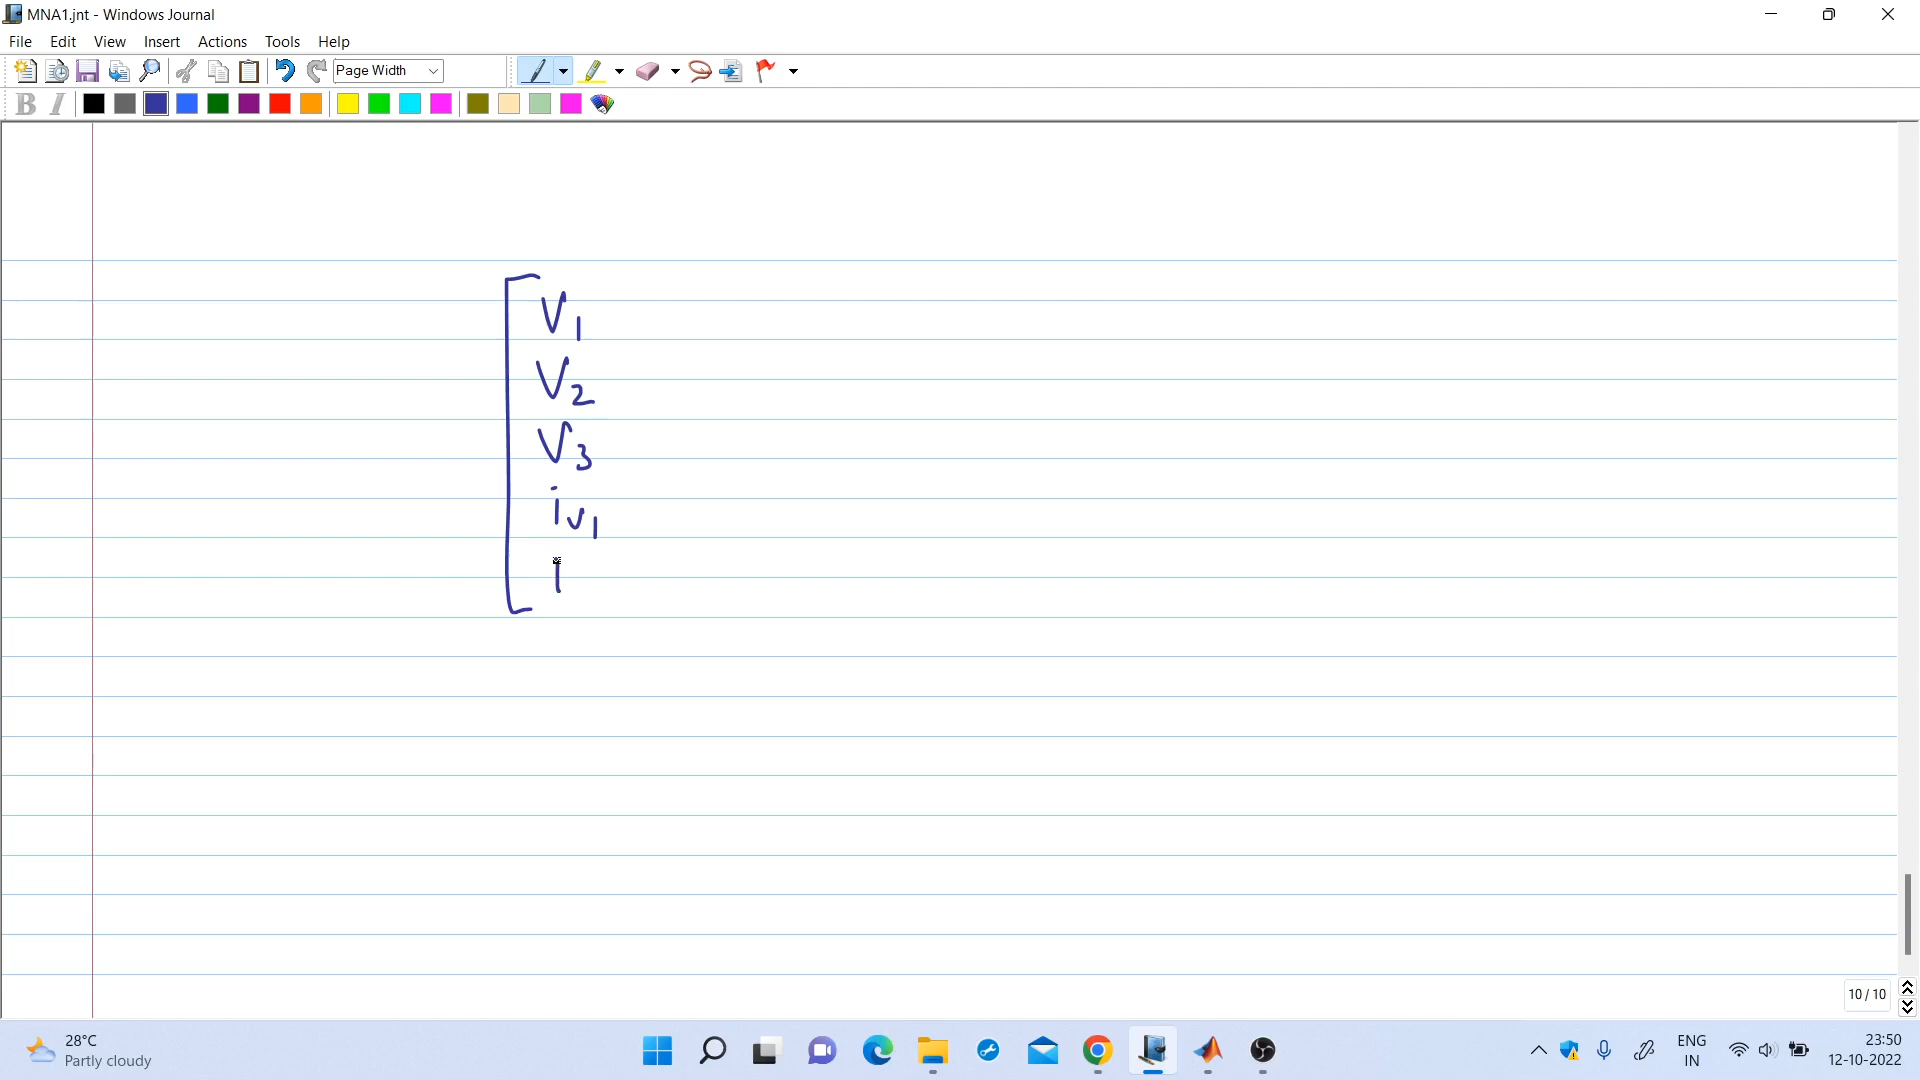 MNA1.jnt - Windows Journal
File Edit View Insert Actions Tools Help
Page Width
B I
V1
V2
V3
iv1
i
10 / 10
28°C
Partly cloudy
ENG
IN
23:50
12-10-2022